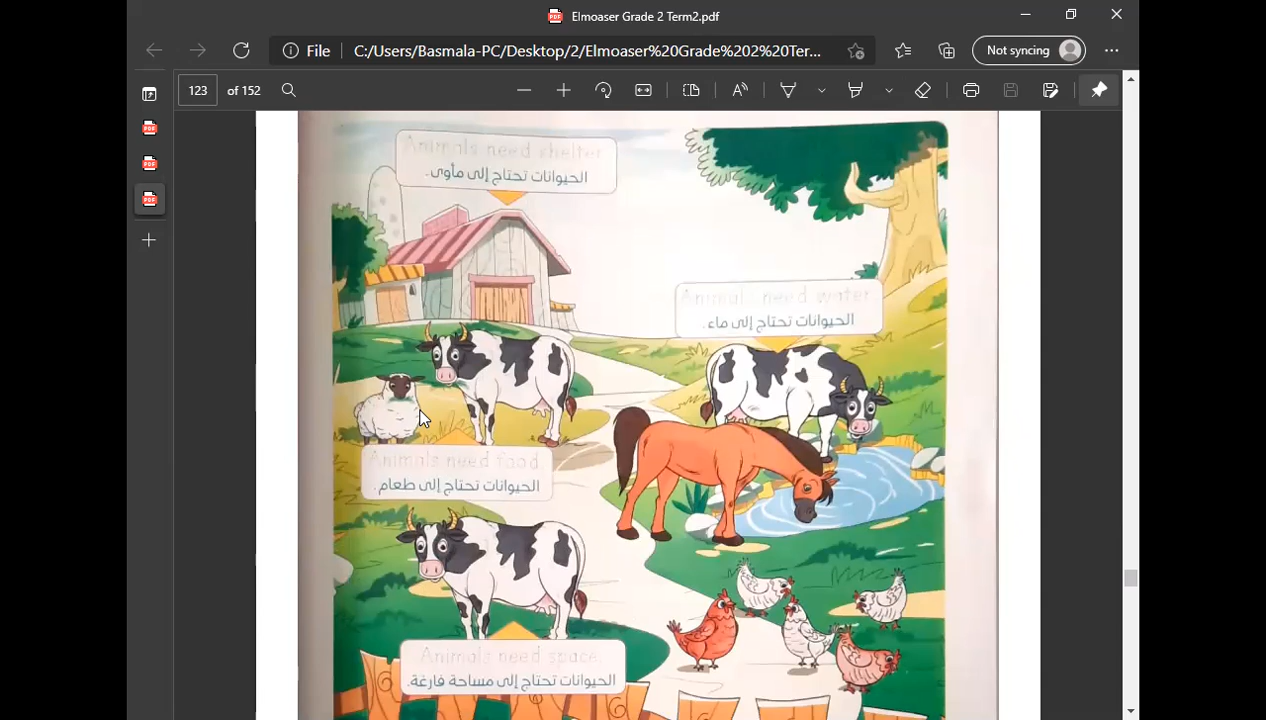 Elmoaser Grade 2 Term2.pdf
File C:/Users/Basmala-PC/Desktop/2/Elmoaser%20Grade%202%20Ter...
Not syncing
123 of 152
Animals need shelter
الحيوانات تحتاج إلى مأوى.
Animals need water
الحيوانات تحتاج إلى ماء.
Animals need food
الحيوانات تحتاج إلى طعام.
Animals need space
الحيوانات تحتاج إلى مساحة فارغة.